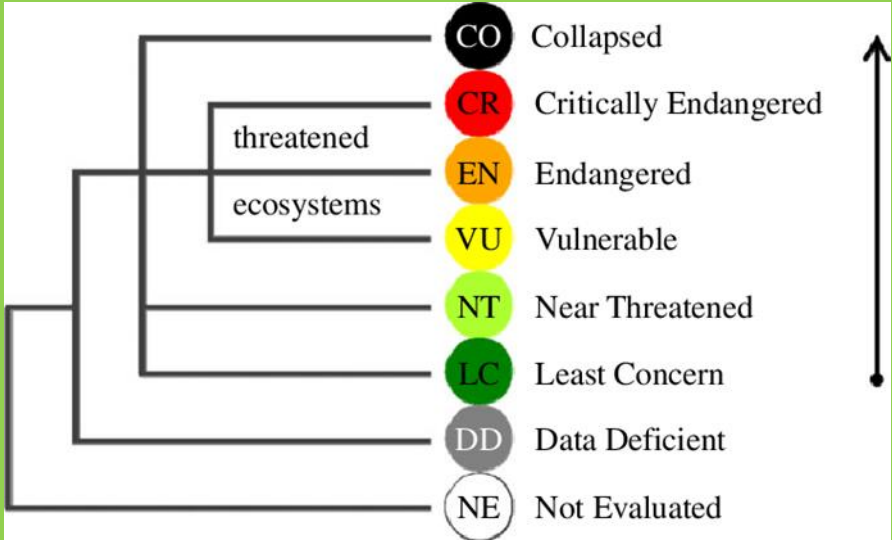 CO Collapsed
CR Critically Endangered
threatened
EN Endangered
ecosystems
VU Vulnerable
NT Near Threatened
LC Least Concern
DD Data Deficient
NE Not Evaluated